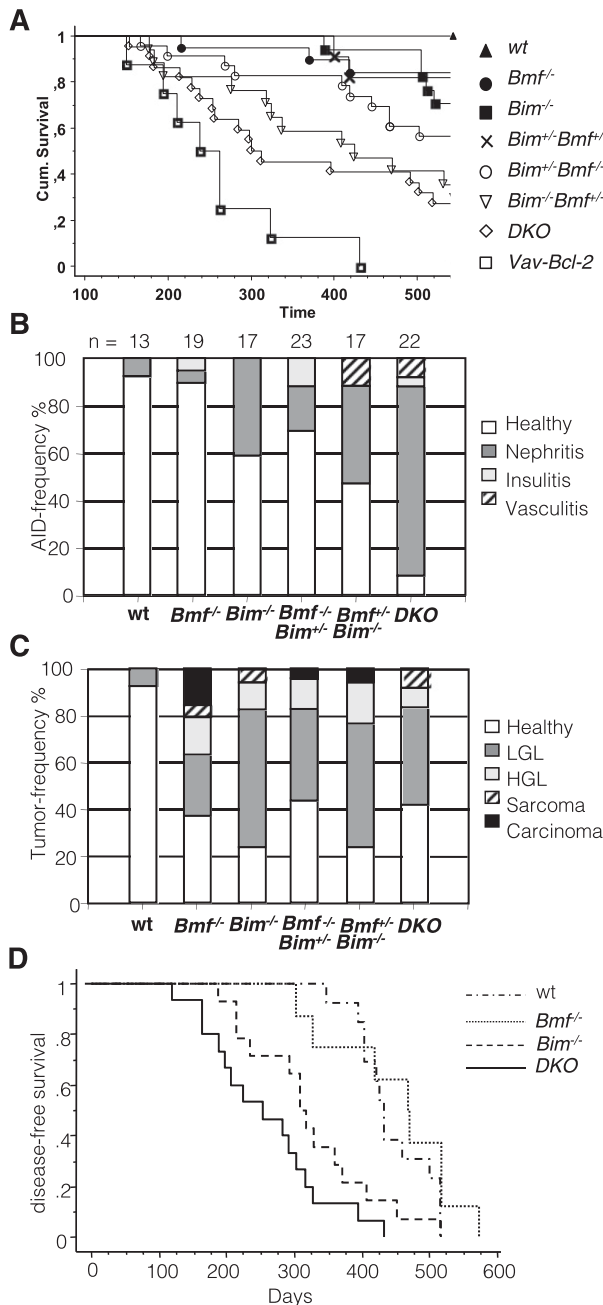 A
Cum. Survival
1
,8
,6
,4
,2
0
100 200 300 400 500
Time
wt
Bmf-/-
Bim-/-
Bim+/-Bmf+/
Bim+/-Bmf-/-
Bim-/-Bmf+/-
DKO
Vav-Bcl-2
B
n = 13 19 17 23 17 22
AID-frequency %
100
80
60
40
20
0
wt Bmf-/- Bim-/- Bmf-/- Bmf+/- DKO
Bim+/- Bim-/-
Healthy
Nephritis
Insulitis
Vasculitis
C
Tumor-frequency %
100
80
60
40
20
0
wt Bmf-/- Bim-/- Bmf-/- Bmf+/- DKO
Bim+/- Bim-/-
Healthy
LGL
HGL
Sarcoma
Carcinoma
D
disease-free survival
1
.8
.6
.4
.2
0
0 100 200 300 400 500 600
Days
wt
Bmf-/-
Bim-/-
DKO